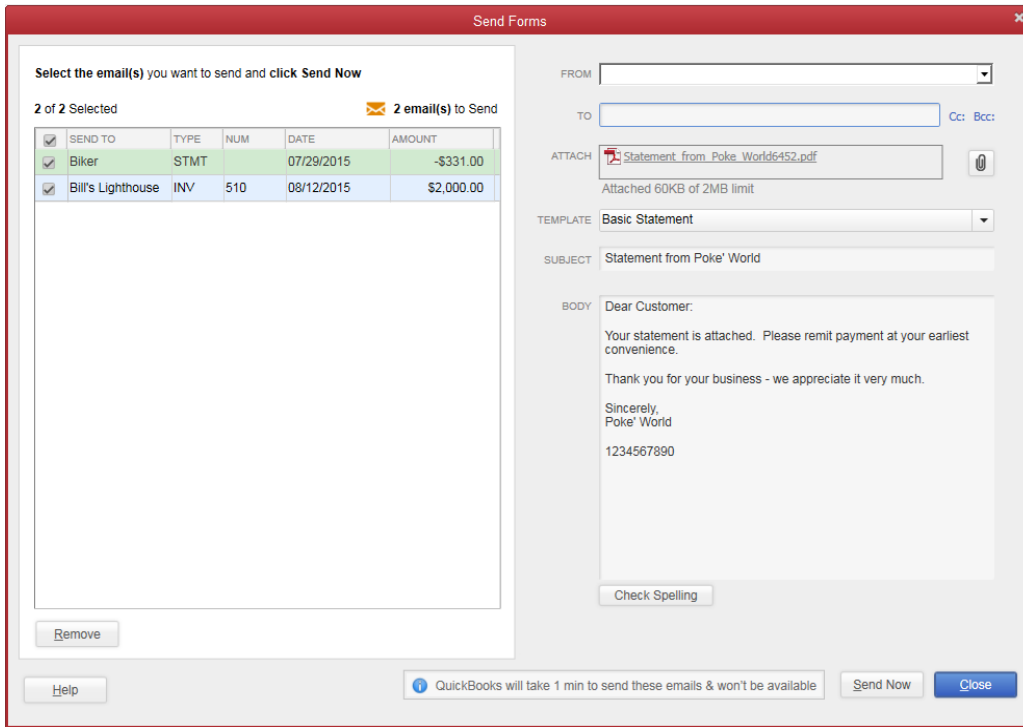 Send Forms
Select the email(s) you want to send and click Send Now
2 of 2 Selected
2 email(s) to Send
SEND TO TYPE NUM DATE AMOUNT
Biker STMT 07/29/2015 -$331.00
Bill's Lighthouse INV 510 08/12/2015 $2,000.00
Remove
Help
FROM
TO
Cc: Bcc:
ATTACH
Statement_from_Poke_World6452.pdf
Attached 60KB of 2MB limit
TEMPLATE Basic Statement
SUBJECT Statement from Poke' World
BODY
Dear Customer:
Your statement is attached. Please remit payment at your earliest
convenience.
Thank you for your business - we appreciate it very much.
Sincerely,
Poke' World
1234567890
Check Spelling
QuickBooks will take 1 min to send these emails & won't be available
Send Now
Close